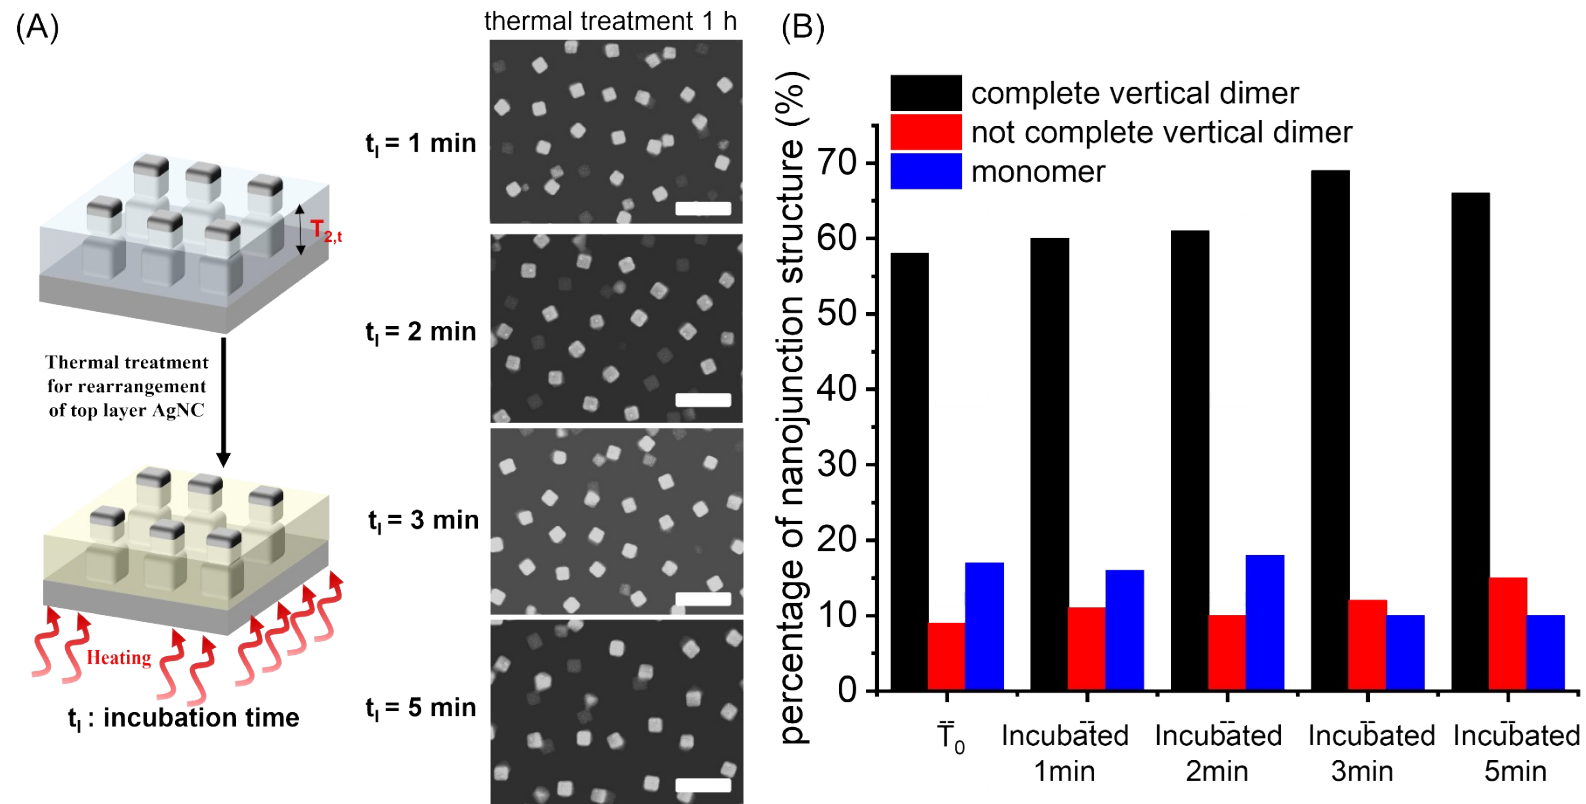 (A)
thermal treatment 1 h
tI = 1 min
T2,t
tI = 2 min
Thermal treatment
for rearrangement
of top layer AgNC
tI = 3 min
Heating
tI = 5 min
tI : incubation time
(B)
percentage of nanojunction structure (%)
complete vertical dimer
not complete vertical dimer
monomer
70
60
50
40
30
20
10
0
-- -- -- -- --
T0 Incubated Incubated Incubated Incubated
1min 2min 3min 5min